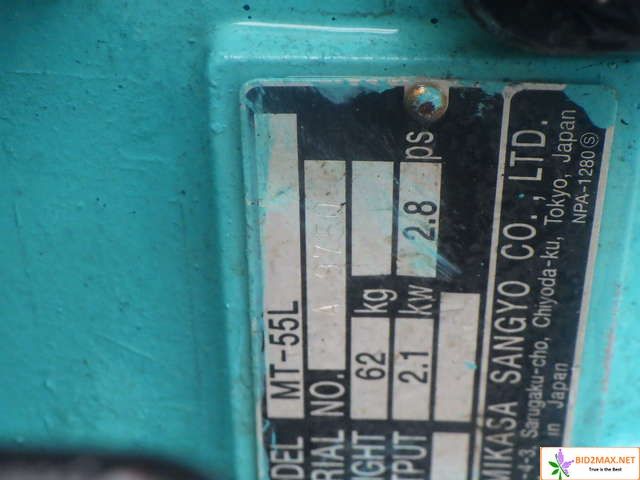 DEL MT-55L
RIAL NO.
IGHT 62 kg
TPUT 2.1 kw 2.8 ps
MIKASA SANGYO CO., LTD.
-4-3, Sarugaku-cho, Chiyoda-ku, Tokyo, Japan
in Japan NPA-1280 Ⓢ
BID2MAX.NET
True is the Best